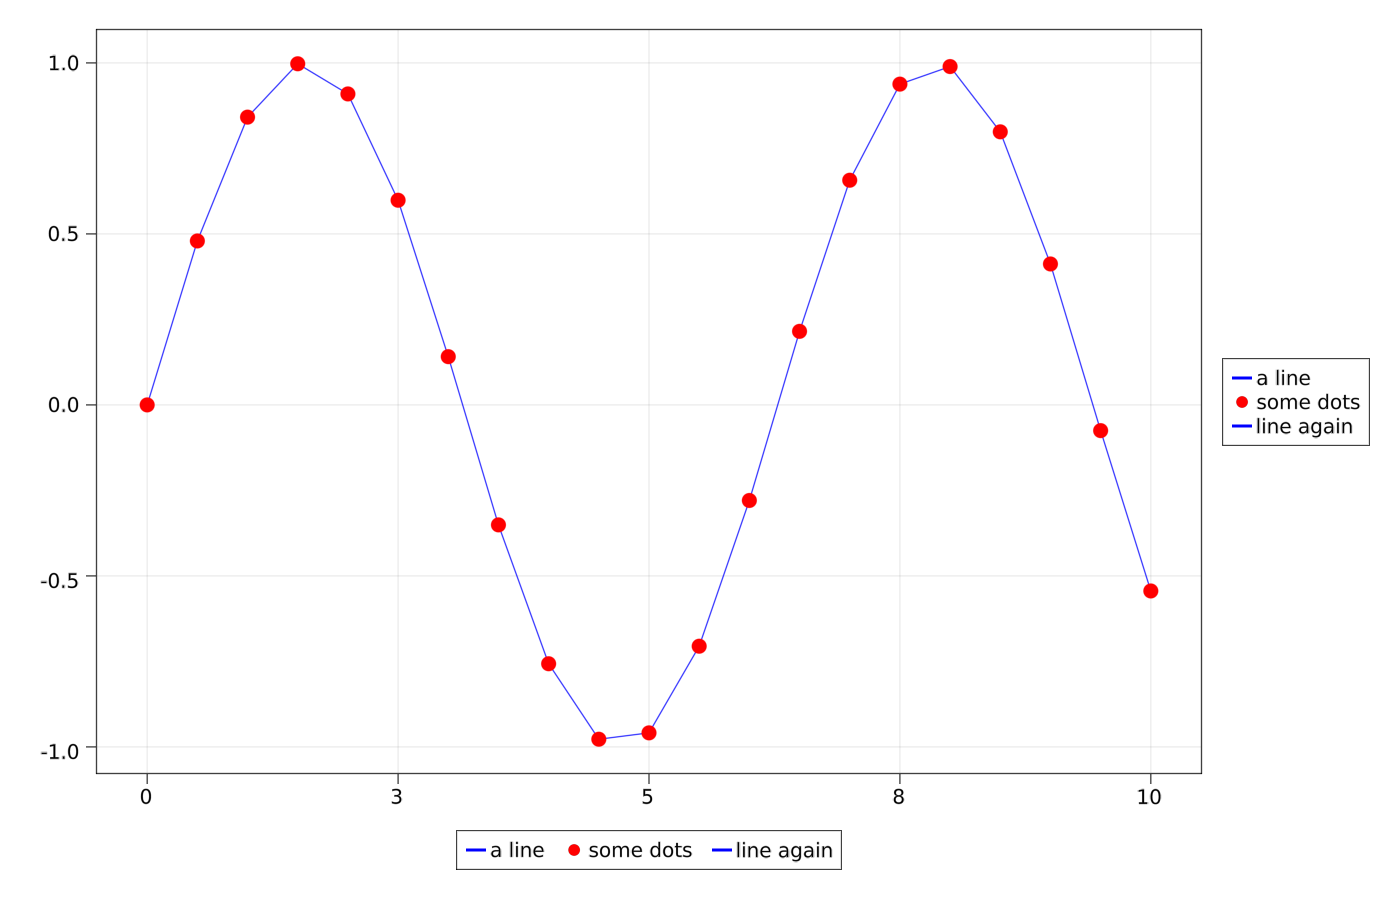 1.0
0.5
0.0
-0.5
-1.0
0 3 5 8 10
a line
some dots
line again
a line some dots line again